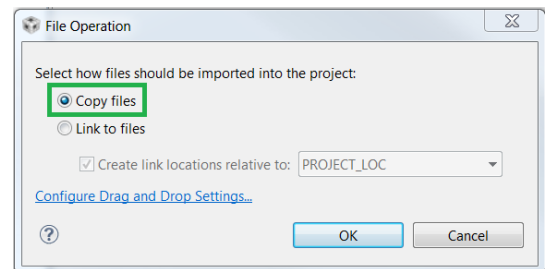 File Operation
Select how files should be imported into the project:
Copy files
Link to files
Create link locations relative to: PROJECT_LOC
Configure Drag and Drop Settings...
? OK Cancel